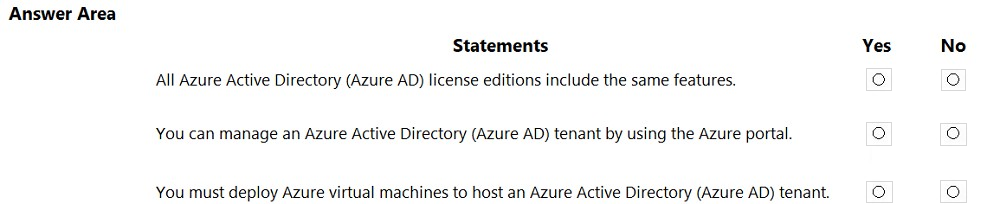 Answer Area
Statements Yes No
All Azure Active Directory (Azure AD) license editions include the same features.
You can manage an Azure Active Directory (Azure AD) tenant by using the Azure portal.
You must deploy Azure virtual machines to host an Azure Active Directory (Azure AD) tenant.